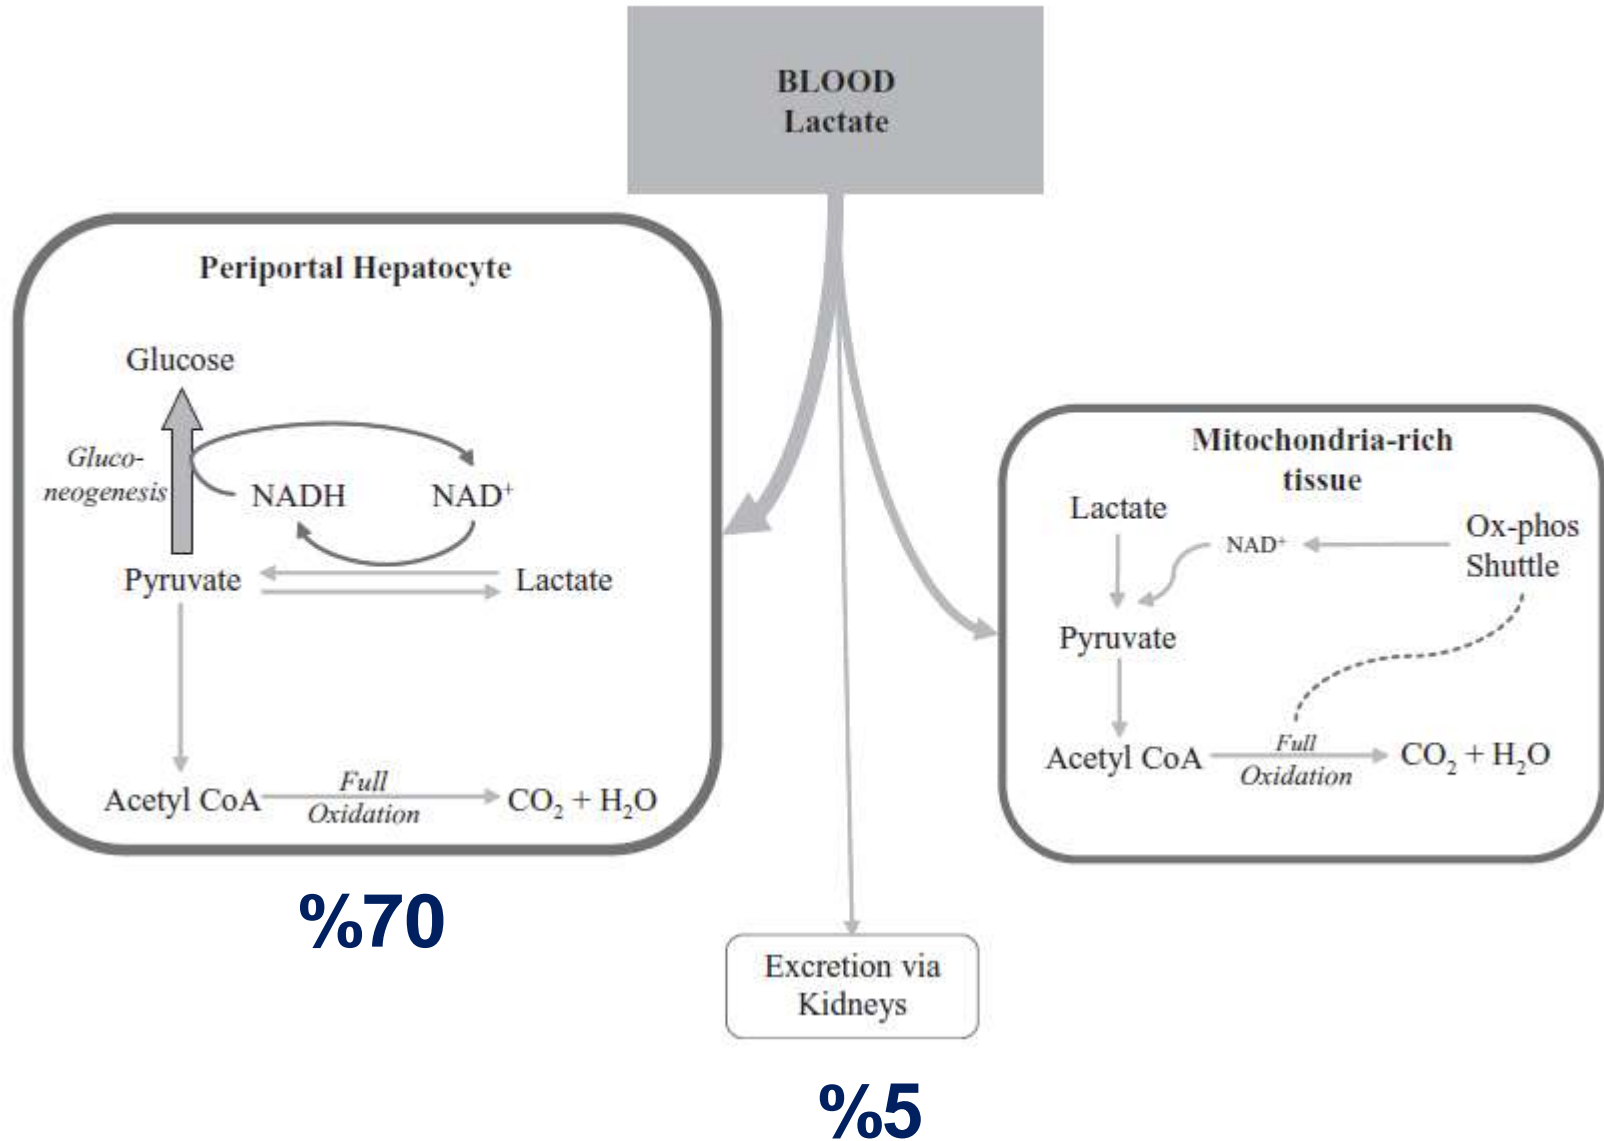 BLOOD
Lactate
Periportal Hepatocyte
Glucose
Gluco-
neogenesis
NADH
NAD⁺
Pyruvate
Lactate
Acetyl CoA
Full
Oxidation
CO₂ + H₂O
%70
Mitochondria-rich
tissue
Lactate
NAD⁺
Ox-phos
Shuttle
Pyruvate
Acetyl CoA
Full
Oxidation
CO₂ + H₂O
Excretion via
Kidneys
%5